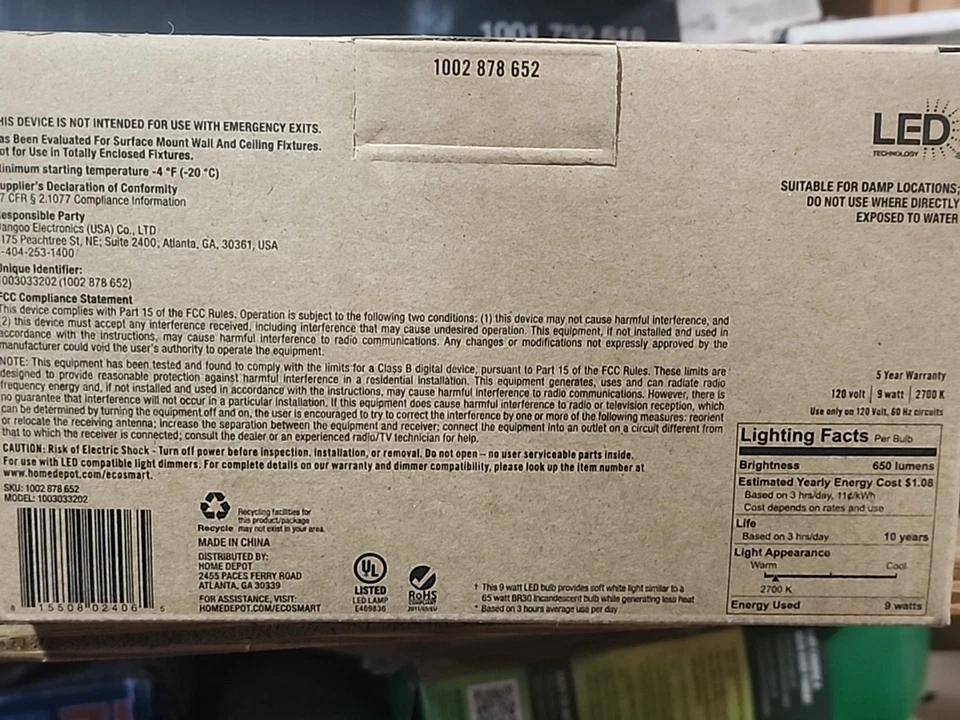 1001 732 618
1002 878 652
HIS DEVICE IS NOT INTENDED FOR USE WITH EMERGENCY EXITS.
as Been Evaluated For Surface Mount Wall And Ceiling Fixtures.
ot for Use in Totally Enclosed Fixtures.
inimum starting temperature -4 °F (-20 °C)
upplier's Declaration of Conformity
7 CFR § 2.1077 Compliance Information
esponsible Party
angoo Electronics (USA) Co., LTD
175 Peachtree St, NE; Suite 2400; Atlanta, GA, 30361, USA
-404-253-1400
nique Identifier:
1003033202 (1002 878 652)
FCC Compliance Statement
This device complies with Part 15 of the FCC Rules. Operation is subject to the following two conditions: (1) this device may not cause harmful interference, and
2) this device must accept any interference received, including interference that may cause undesired operation. This equipment, if not installed and used in
accordance with the instructions, may cause harmful interference to radio communications. Any changes or modifications not expressly approved by the
manufacturer could void the user's authority to operate the equipment.
NOTE: This equipment has been tested and found to comply with the limits for a Class B digital device, pursuant to Part 15 of the FCC Rules. These limits are
designed to provide reasonable protection against harmful interference in a residential installation. This equipment generates, uses and can radiate radio
frequency energy and, if not installed and used in accordance with the instructions, may cause harmful interference to radio communications. However, there is
no guarantee that interference will not occur in a particular installation. If this equipment does cause harmful interference to radio or television reception, which
can be determined by turning the equipment off and on, the user is encouraged to try to correct the interference by one or more of the following measures: reorient
or relocate the receiving antenna; increase the separation between the equipment and receiver; connect the equipment into an outlet on a circuit different from
that to which the receiver is connected; consult the dealer or an experienced radio/TV technician for help.
CAUTION: Risk of Electric Shock - Turn off power before inspection, installation, or removal. Do not open – no user serviceable parts inside.
For use with LED compatible light dimmers. For complete details on our warranty and dimmer compatibility, please look up the item number at
www.homedepot.com/ecosmart.
SKU: 1002 878 652
MODEL: 1003033202
8 15508 02406 5
Recycle
Recycling facilities for
this product/package
may not exist in your area.
MADE IN CHINA
DISTRIBUTED BY:
HOME DEPOT
2455 PACES FERRY ROAD
ATLANTA, GA 30339
FOR ASSISTANCE, VISIT:
HOMEDEPOT.COM/ECOSMART
UL
LISTED
LED LAMP
E469836
RoHS
COMPLIANT
2011/65/EU
† This 9 watt LED bulb provides soft white light similar to a
65 watt BR30 incandescent bulb while generating less heat
* Based on 3 hours average use per day
LED
TECHNOLOGY
SUITABLE FOR DAMP LOCATIONS;
DO NOT USE WHERE DIRECTLY
EXPOSED TO WATER
5 Year Warranty
120 volt | 9 watt | 2700 K
Use only on 120 Volt, 60 Hz circuits
Lighting Facts Per Bulb
Brightness 650 lumens
Estimated Yearly Energy Cost $1.08
Based on 3 hrs/day, 11¢/kWh
Cost depends on rates and use
Life
Based on 3 hrs/day 10 years
Light Appearance
Warm Cool
2700 K
Energy Used 9 watts